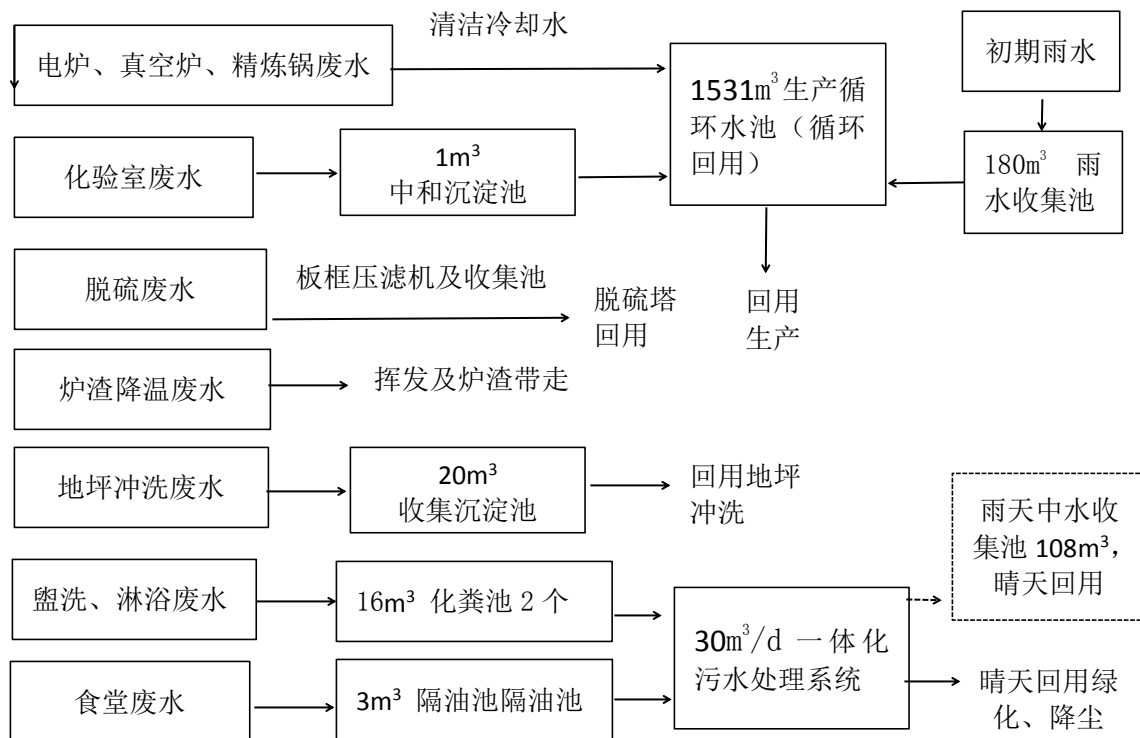 清洁冷却水
电炉、真空炉、精炼锅废水
1531m³生产循
环水池（循环
回用）
初期雨水
化验室废水
1m³
中和沉淀池
180m³ 雨
水收集池
脱硫废水
板框压滤机及收集池
脱硫塔
回用
回用
生产
炉渣降温废水
挥发及炉渣带走
地坪冲洗废水
20m³
收集沉淀池
回用地坪
冲洗
雨天中水收
集池 108m³，
晴天回用
盥洗、淋浴废水
16m³ 化粪池 2 个
30m³/d 一体化
污水处理系统
食堂废水
3m³ 隔油池隔油池
晴天回用绿
化、降尘